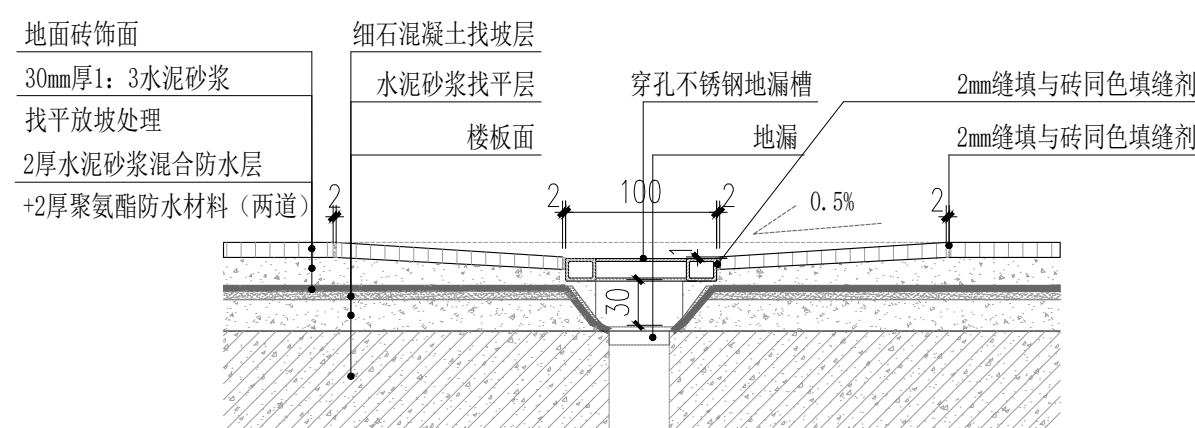 地面砖饰面
30mm厚1：3水泥砂浆
找平放坡处理
2厚水泥砂浆混合防水层
+2厚聚氨酯防水材料（两道）
细石混凝土找坡层
水泥砂浆找平层
楼板面
穿孔不锈钢地漏槽
地漏
2mm缝填与砖同色填缝剂
2mm缝填与砖同色填缝剂
2
2
100
2
0.5%
2
1
30